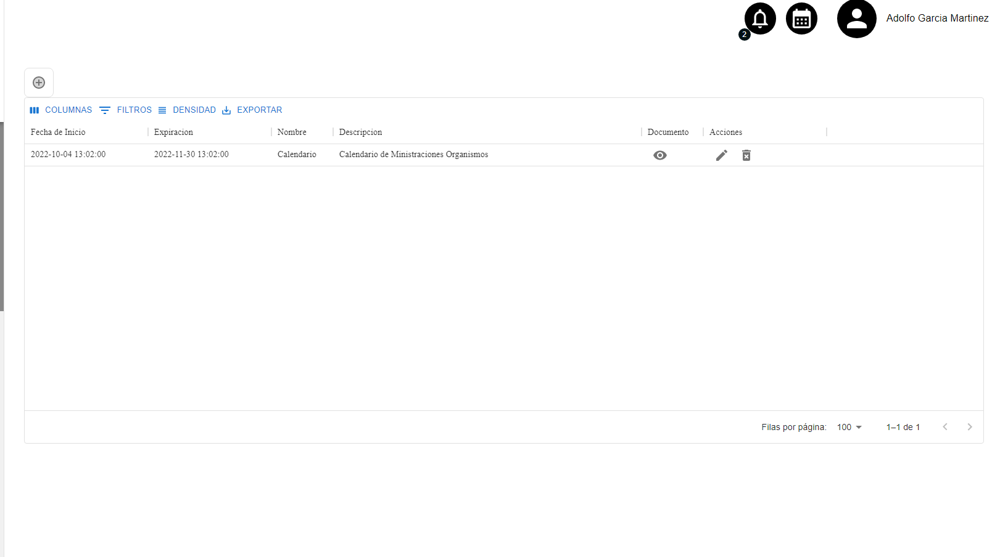 2
Adolfo Garcia Martinez
COLUMNAS FILTROS DENSIDAD EXPORTAR
Fecha de Inicio Expiracion Nombre Descripcion Documento Acciones
2022-10-04 13:02:00 2022-11-30 13:02:00 Calendario Calendario de Ministraciones Organismos
Filas por página: 100 1–1 de 1